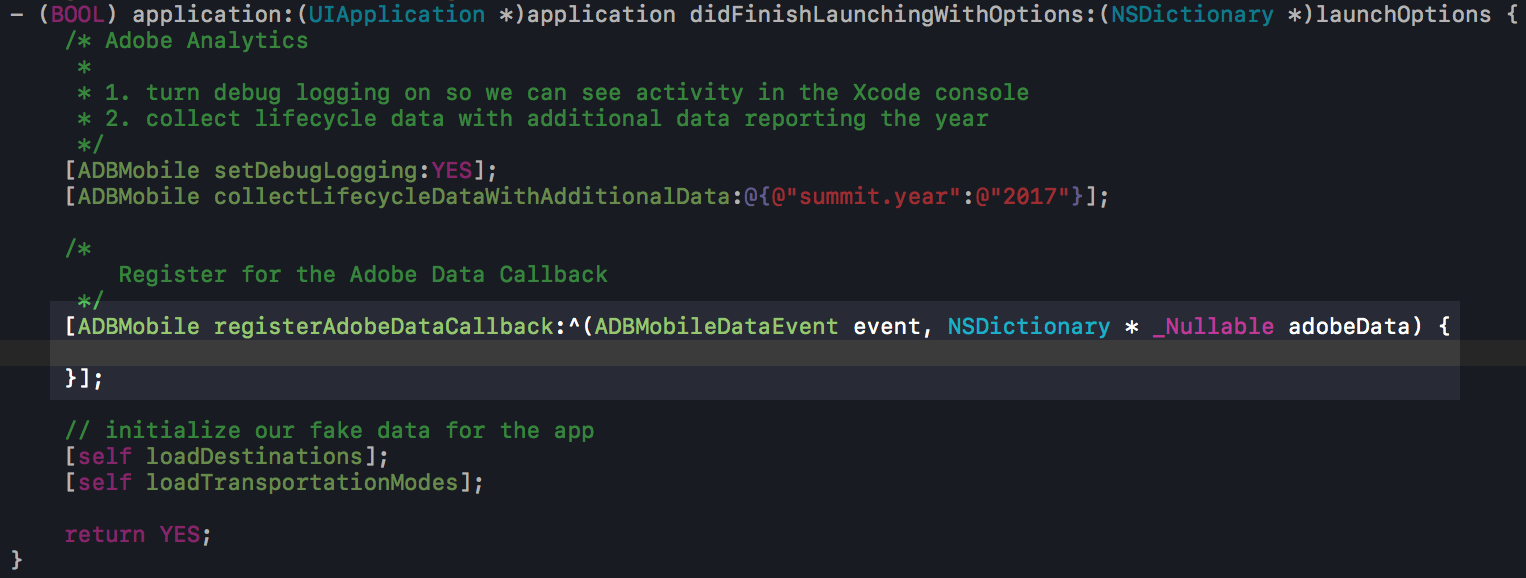 - (BOOL) application:(UIApplication *)application didFinishLaunchingWithOptions:(NSDictionary *)launchOptions {
    /* Adobe Analytics
     *
     * 1. turn debug logging on so we can see activity in the Xcode console
     * 2. collect lifecycle data with additional data reporting the year
     */
    [ADBMobile setDebugLogging:YES];
    [ADBMobile collectLifecycleDataWithAdditionalData:@{@"summit.year":@"2017"}];

    /*
        Register for the Adobe Data Callback
     */
    [ADBMobile registerAdobeDataCallback:^(ADBMobileDataEvent event, NSDictionary * _Nullable adobeData) {

    }];

    // initialize our fake data for the app
    [self loadDestinations];
    [self loadTransportationModes];

    return YES;
}